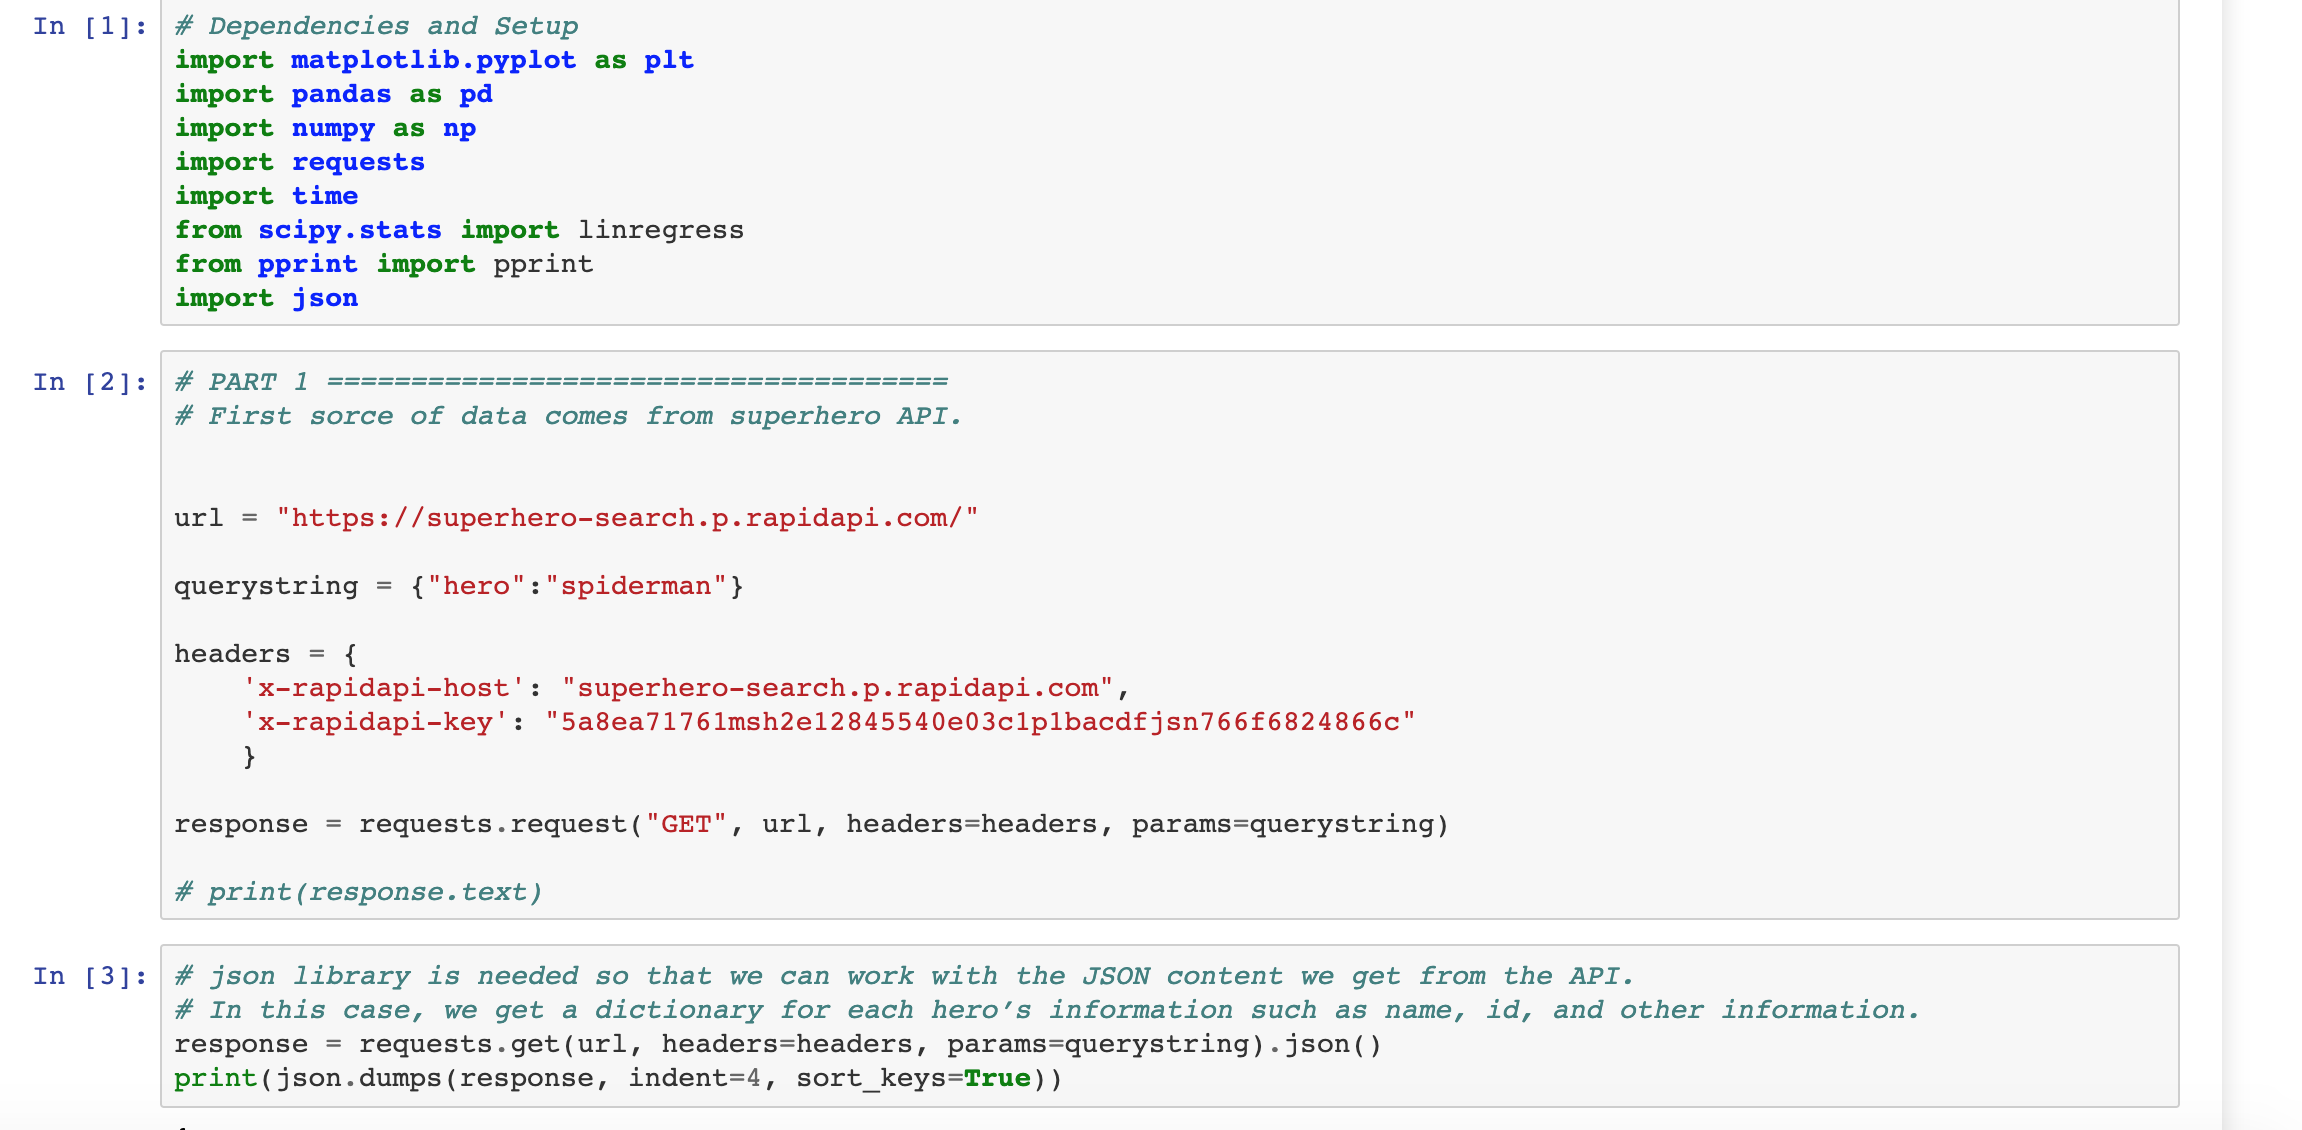 In [1]: # Dependencies and Setup
import matplotlib.pyplot as plt
import pandas as pd
import numpy as np
import requests
import time
from scipy.stats import linregress
from pprint import pprint
import json
In [2]: # PART 1 =====================================
# First sorce of data comes from superhero API.
url = "https://superhero-search.p.rapidapi.com/"
querystring = {"hero":"spiderman"}
headers = {
'x-rapidapi-host': "superhero-search.p.rapidapi.com",
'x-rapidapi-key': "5a8ea71761msh2e12845540e03c1p1bacdfjsn766f6824866c"
}
response = requests.request("GET", url, headers=headers, params=querystring)
# print(response.text)
In [3]: # json library is needed so that we can work with the JSON content we get from the API.
# In this case, we get a dictionary for each hero’s information such as name, id, and other information.
response = requests.get(url, headers=headers, params=querystring).json()
print(json.dumps(response, indent=4, sort_keys=True))